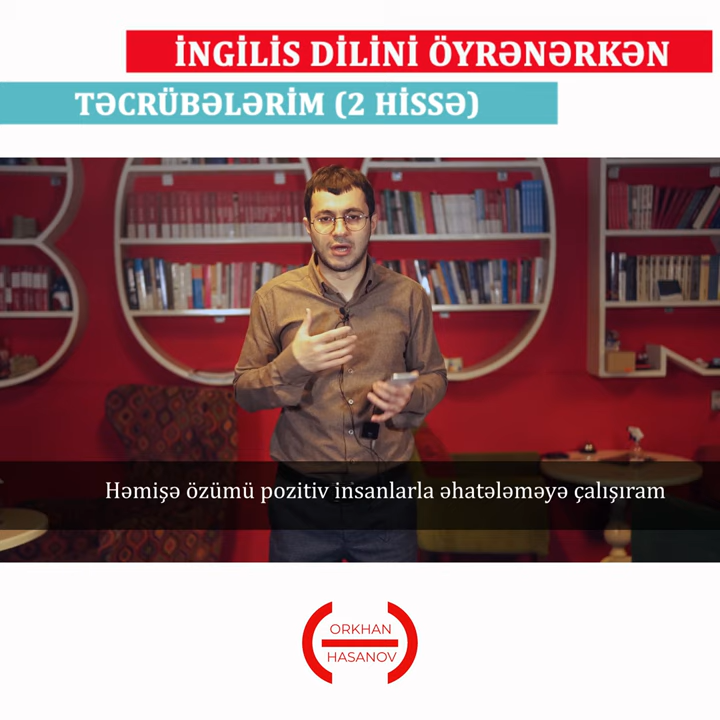 İNGİLİS DİLİNİ ÖYRƏNƏRKƏN
TƏCRÜBƏLƏRİM (2 HİSSƏ)
Həmişə özümü pozitiv insanlarla əhatələməyə çalışıram
ORKHAN
HASANOV